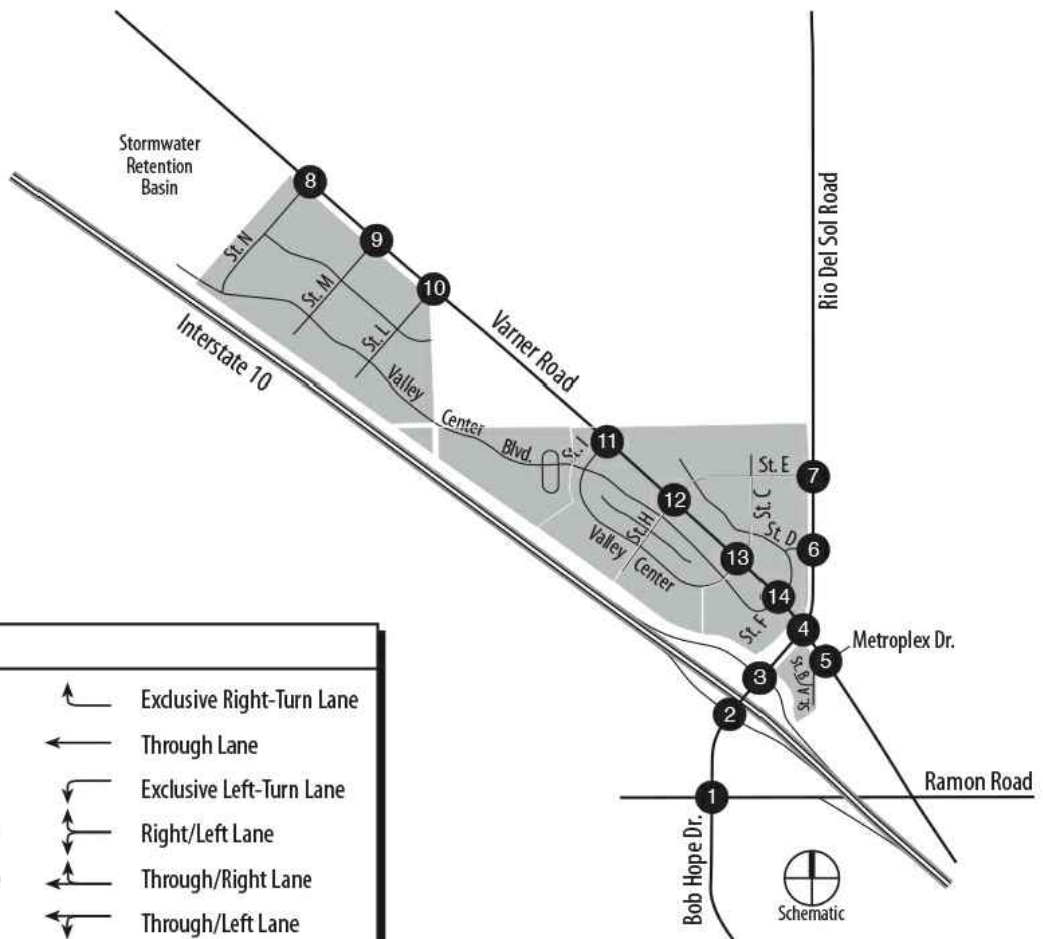 Stormwater
Retention
Basin
8
9
10
St. N
St. M
St. L
Interstate 10
Varner Road
Rio Del Sol Road
Valley
Center
Blvd.
St. I
11
St. E
7
12
St. C
St. H
St. D
6
Valley
Center
13
14
St. F
4
5
Metroplex Dr.
3
St. B
St. A
2
1
Ramon Road
Bob Hope Dr.
Schematic
Exclusive Right-Turn Lane
Through Lane
Exclusive Left-Turn Lane
Right/Left Lane
Through/Right Lane
Through/Left Lane